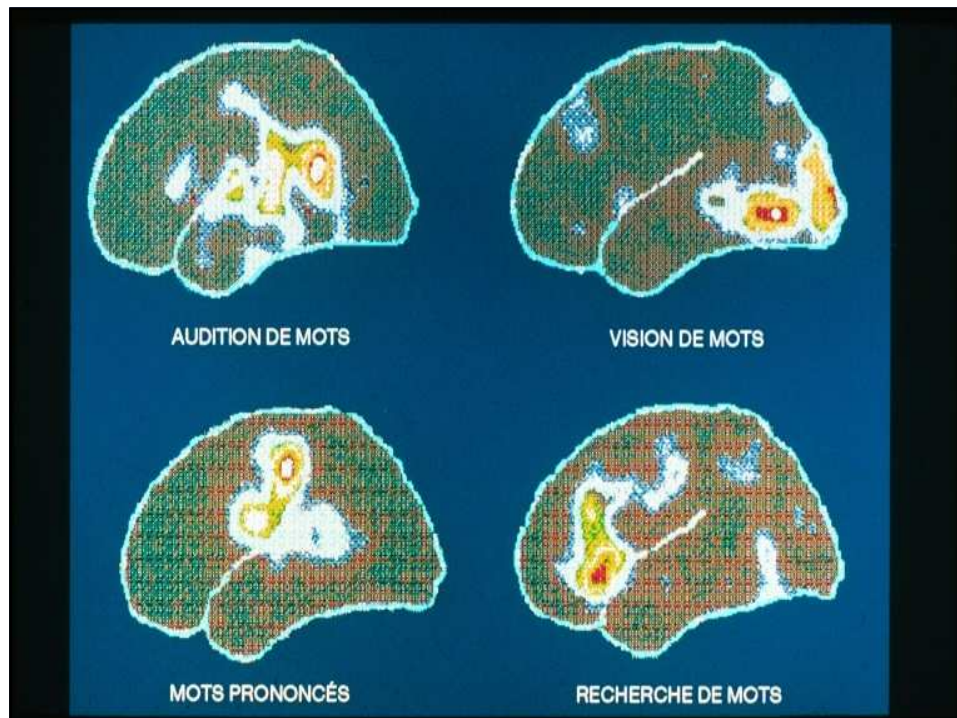 AUDITION DE MOTS
VISION DE MOTS
MOTS PRONONCÉS
RECHERCHE DE MOTS